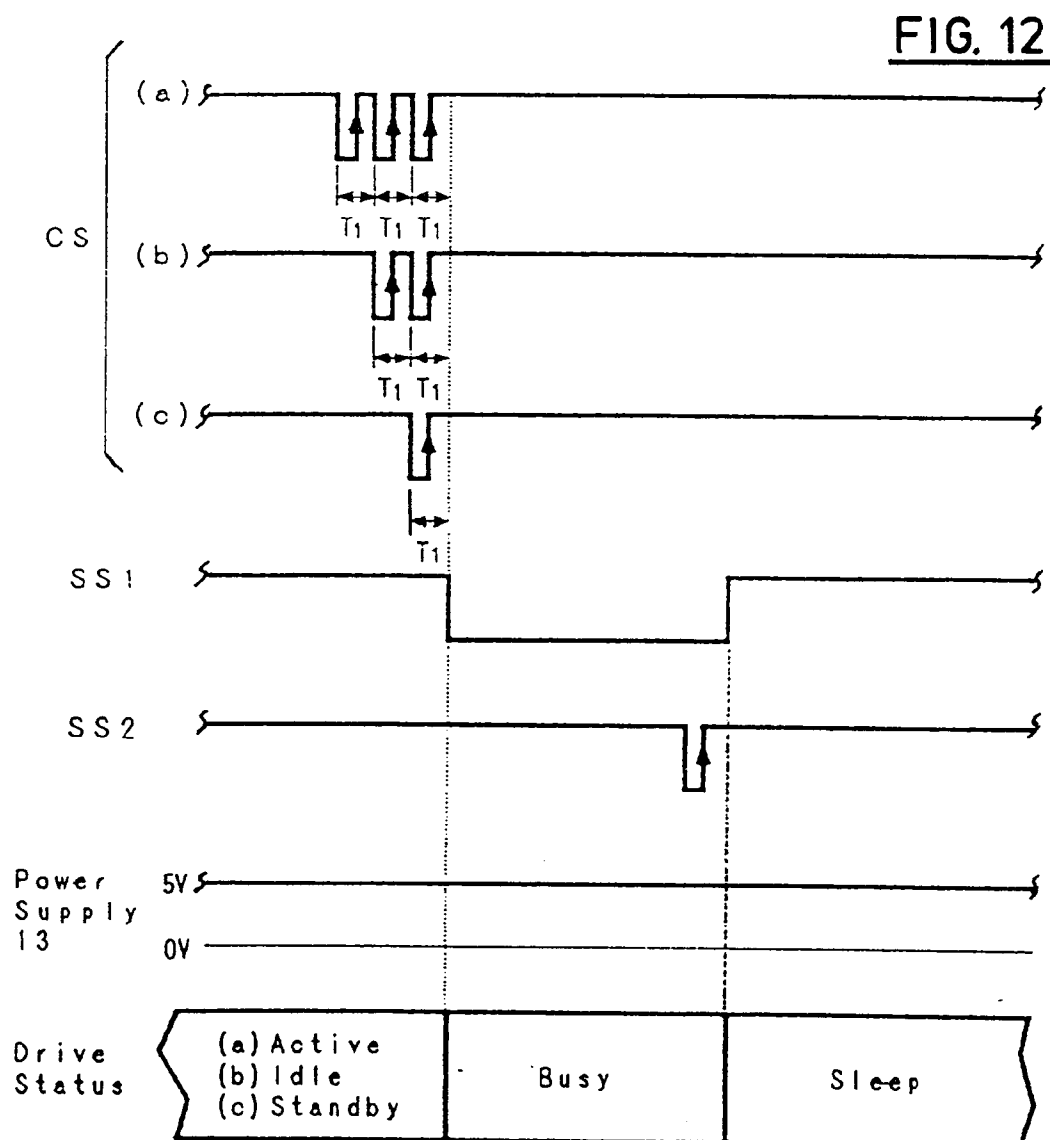 FIG. 12
(a)
T1 T1 T1
CS
(b)
T1 T1
(c)
T1
SS1
SS2
Power
Supply
13
5V
0V
Drive
Status
(a) Active
(b) Idle
(c) Standby
Busy
Sleep